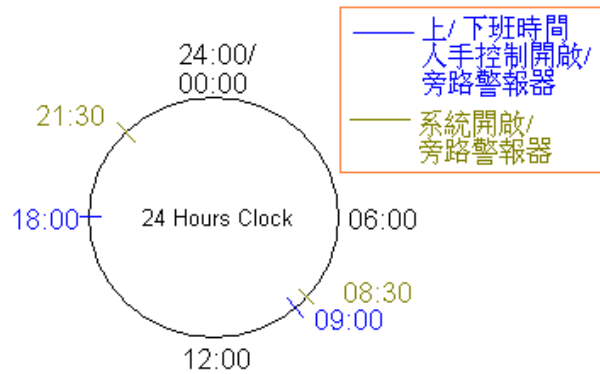 上/ 下班時間
人手控制開啟/
旁路警報器
系統開啟/
旁路警報器
24:00/
00:00
21:30
18:00
24 Hours Clock
06:00
08:30
09:00
12:00